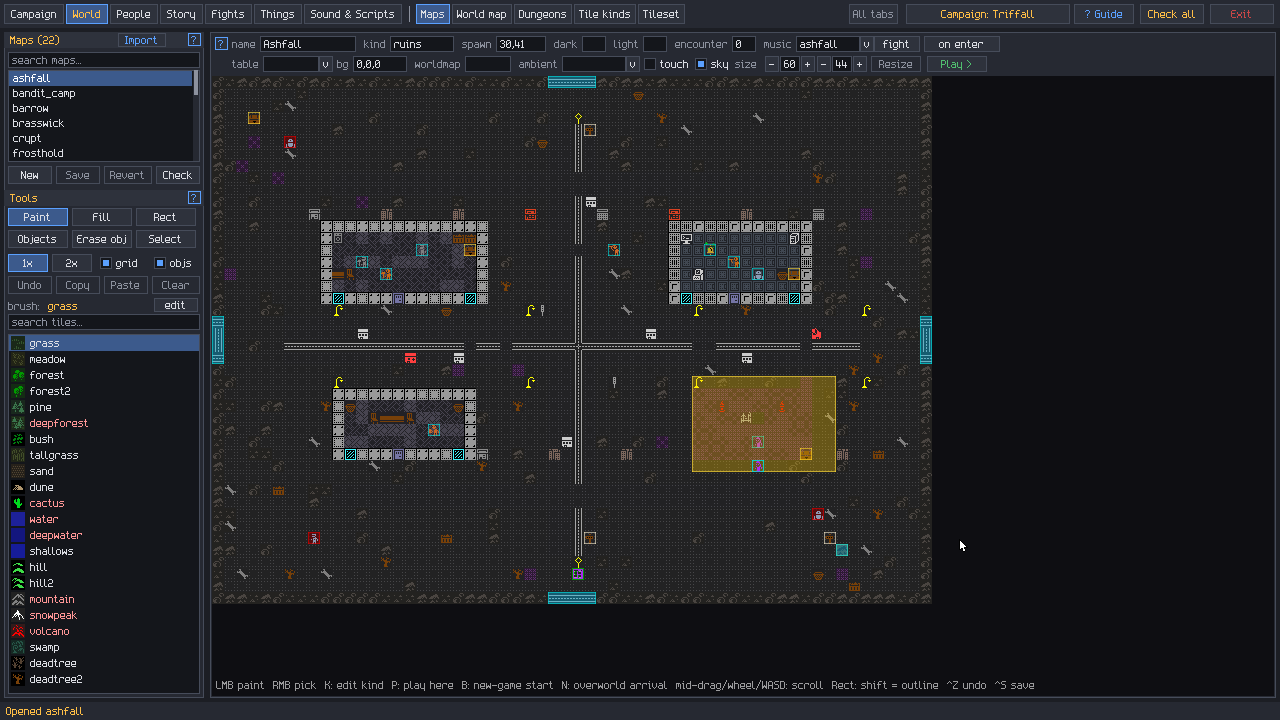 Campaign World People Story Fights Things Sound & Scripts Maps World map Dungeons Tile kinds Tileset All tabs Campaign: Triffall ? Guide Check all Exit
Maps (22) Import ?
search maps...
ashfall
bandit_camp
barrow
brasswick
crypt
frosthold
New Save Revert Check
Tools ?
Paint Fill Rect
Objects Erase obj Select
1x 2x grid objs
Undo Copy Paste Clear
brush: grass edit
search tiles...
grass
meadow
forest
forest2
pine
deepforest
bush
tallgrass
sand
dune
cactus
water
deepwater
shallows
hill
hill2
mountain
snowpeak
volcano
swamp
deadtree
deadtree2
? name Ashfall kind ruins spawn 30,41 dark light encounter 0 music ashfall v fight on enter
table v bg 0,0,0 worldmap ambient v touch sky size - 60 + - 44 + Resize Play >
LMB paint RMB pick K: edit kind P: play here B: new-game start N: overworld arrival mid-drag/wheel/WASD: scroll Rect: shift = outline ^Z undo ^S save
Opened ashfall